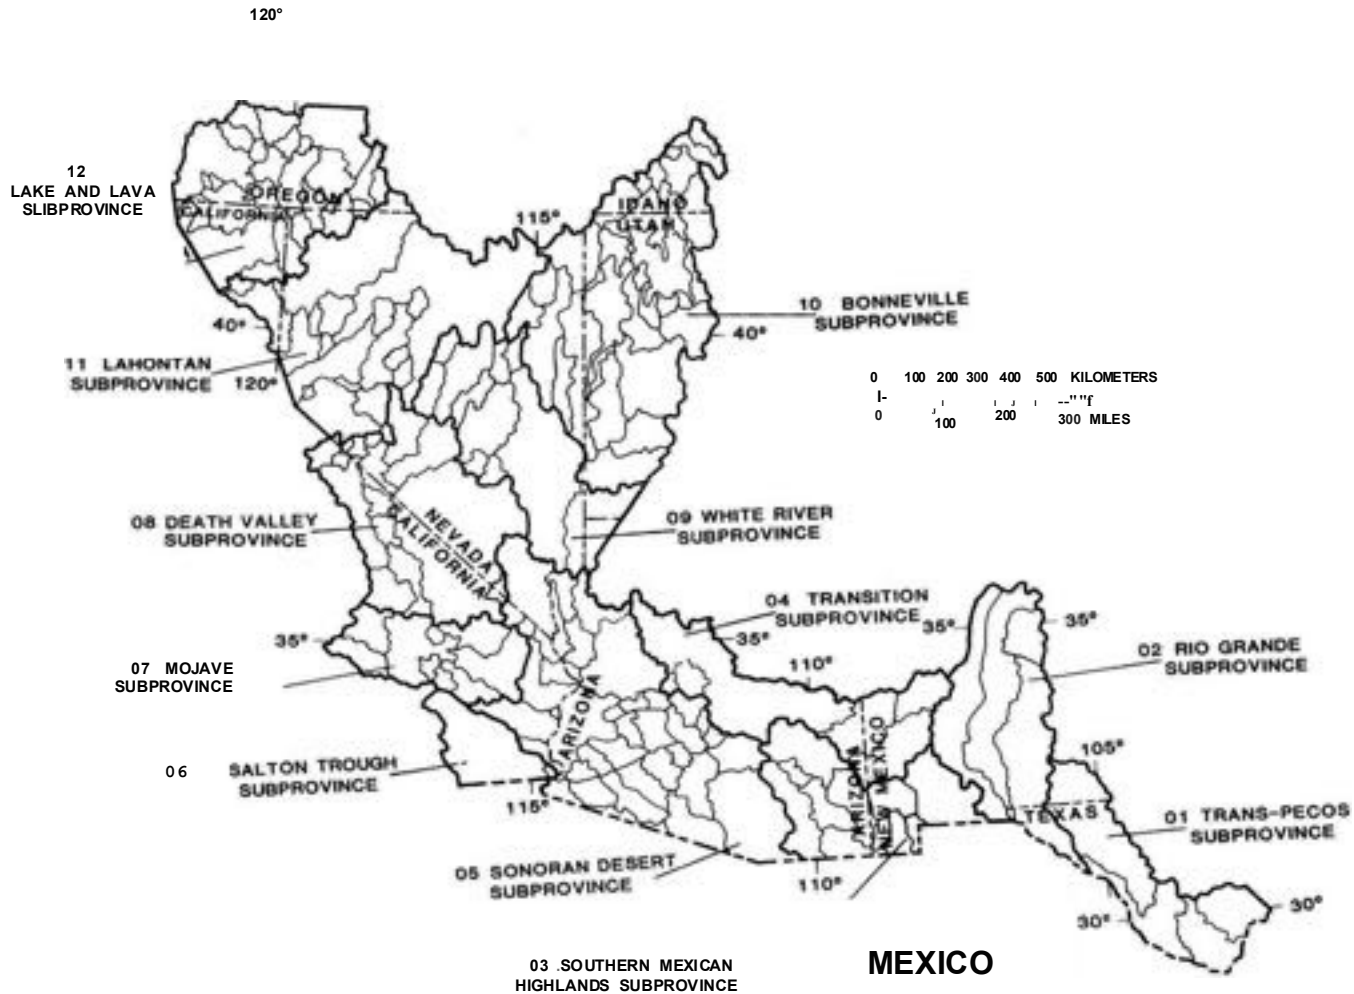 120°
12
LAKE AND LAVA
SLIBPROVINCE
OREGON
CALIFORNIA
115°
IDAHO
UTAH
10 BONNEVILLE
SUBPROVINCE
40°
40°
11 LAHONTAN
SUBPROVINCE
120°
0 100 200 300 400 500 KILOMETERS
I- --""f
0 100 200 300 MILES
08 DEATH VALLEY
SUBPROVINCE
NEVADA
CALIFORNIA
09 WHITE RIVER
SUBPROVINCE
04 TRANSITION
SUBPROVINCE
35°
35°
35°
35°
110°
02 RIO GRANDE
SUBPROVINCE
07 MOJAVE
SUBPROVINCE
ARIZONA
ARIZONA
NEW MEXICO
105°
06 SALTON TROUGH
SUBPROVINCE
115°
TEXAS
01 TRANS-PECOS
SUBPROVINCE
05 SONORAN DESERT
SUBPROVINCE
110°
30°
30°
03 .SOUTHERN MEXICAN
HIGHLANDS SUBPROVINCE
MEXICO